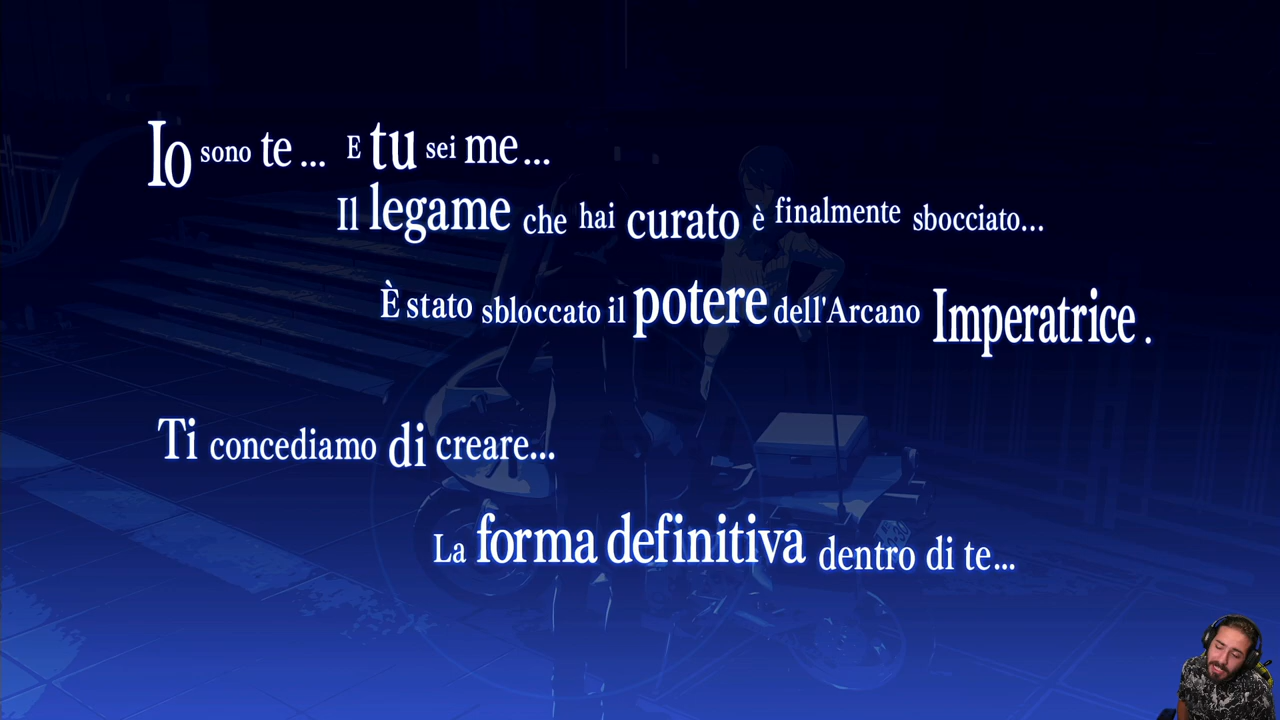 Io sono te... E tu sei me...
Il legame che hai curato è finalmente sbocciato...
È stato sbloccato il potere dell'Arcano Imperatrice.
Ti concediamo di creare...
La forma definitiva dentro di te...